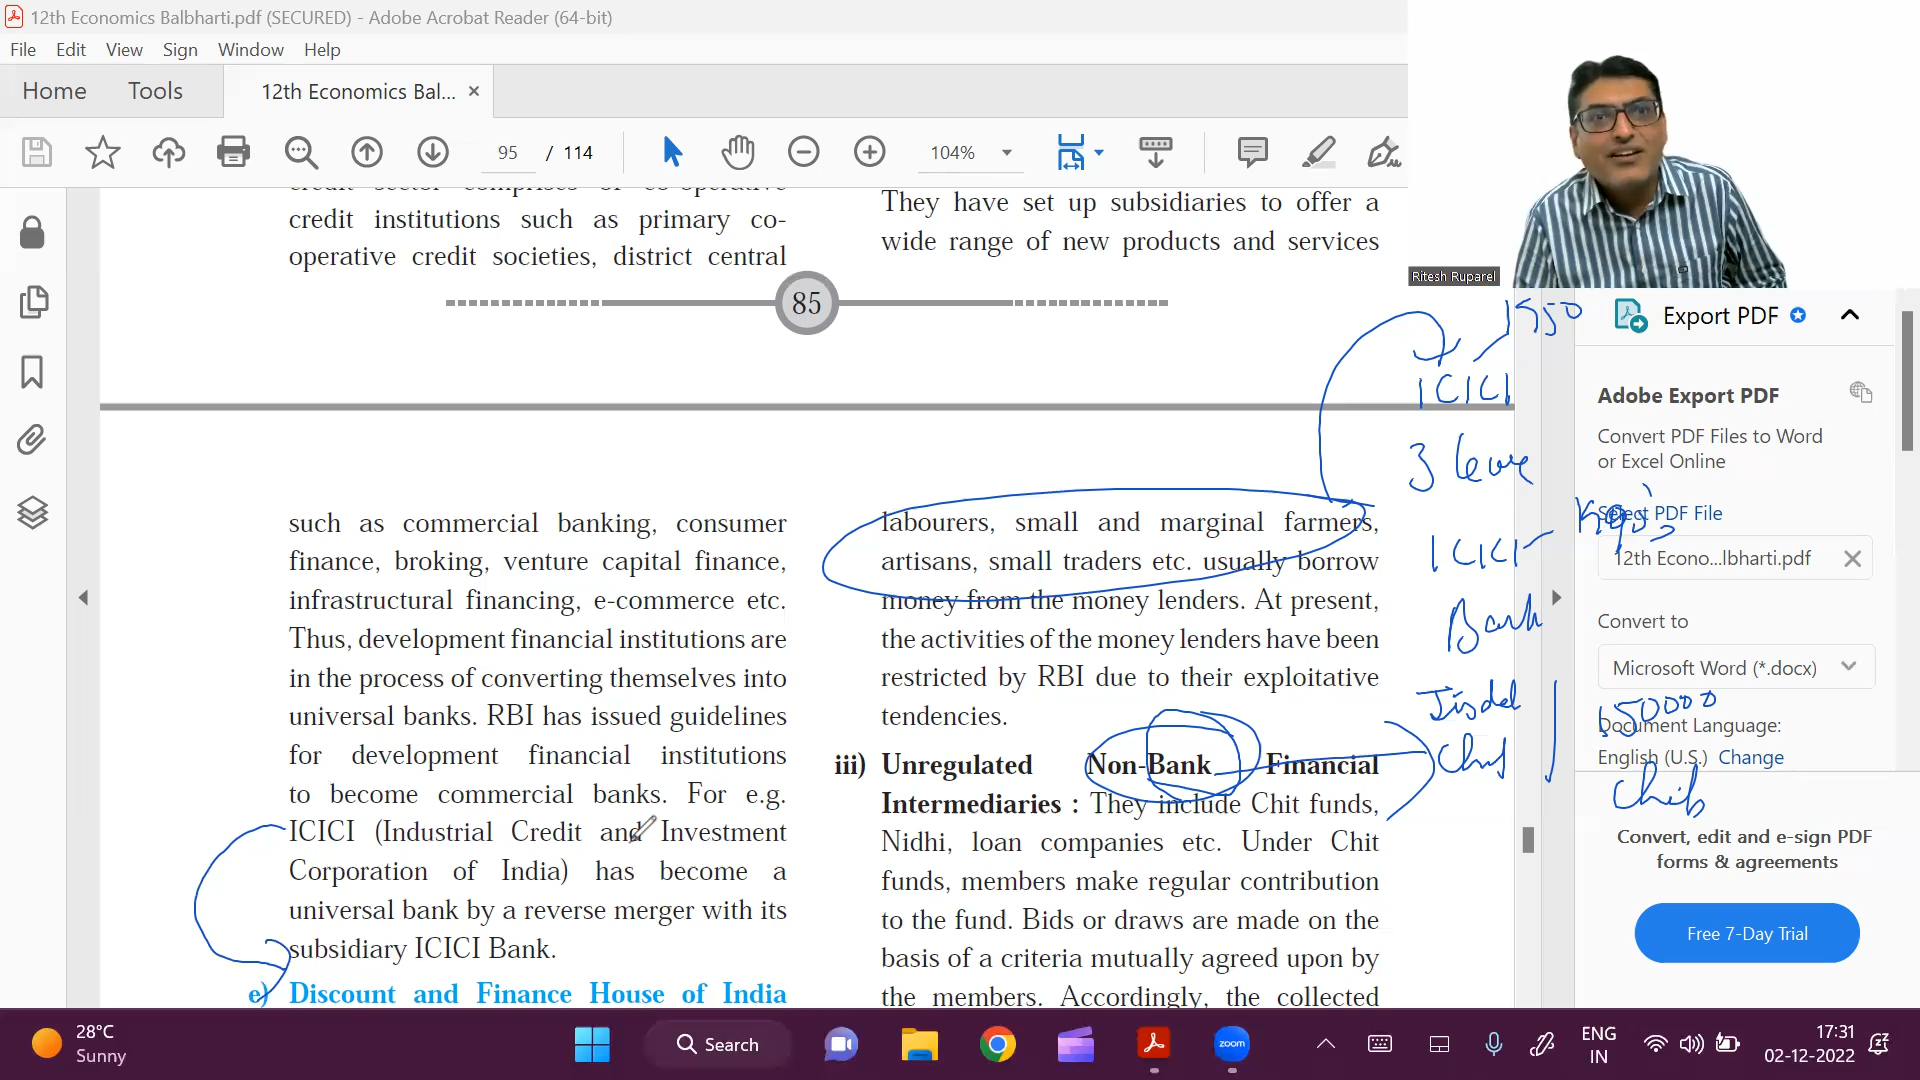 12th Economics Balbharti.pdf (SECURED) - Adobe Acrobat Reader (64-bit)
File Edit View Sign Window Help
Home Tools 12th Economics Bal... ×
95 / 114 104%
credit sector comprises of co-operative
credit institutions such as primary co-
operative credit societies, district central
They have set up subsidiaries to offer a
wide range of new products and services
85
such as commercial banking, consumer
finance, broking, venture capital finance,
infrastructural financing, e-commerce etc.
Thus, development financial institutions are
in the process of converting themselves into
universal banks. RBI has issued guidelines
for development financial institutions
to become commercial banks. For e.g.
ICICI (Industrial Credit and Investment
Corporation of India) has become a
universal bank by a reverse merger with its
subsidiary ICICI Bank.
e) Discount and Finance House of India
labourers, small and marginal farmers,
artisans, small traders etc. usually borrow
money from the money lenders. At present,
the activities of the money lenders have been
restricted by RBI due to their exploitative
tendencies.
iii) Unregulated Non-Bank Financial
Intermediaries : They include Chit funds,
Nidhi, loan companies etc. Under Chit
funds, members make regular contribution
to the fund. Bids or draws are made on the
basis of a criteria mutually agreed upon by
the members. Accordingly, the collected
Ritesh Ruparel
1950
ICICI
3
ICICI
Bank
150000
Export PDF
Adobe Export PDF
Convert PDF Files to Word
or Excel Online
Select PDF File
12th Econo...lbharti.pdf
Convert to
Microsoft Word (*.docx)
Document Language:
English (U.S.) Change
Convert, edit and e-sign PDF
forms & agreements
Free 7-Day Trial
28°C
Sunny
Search
zoom
ENG
IN
17:31
02-12-2022